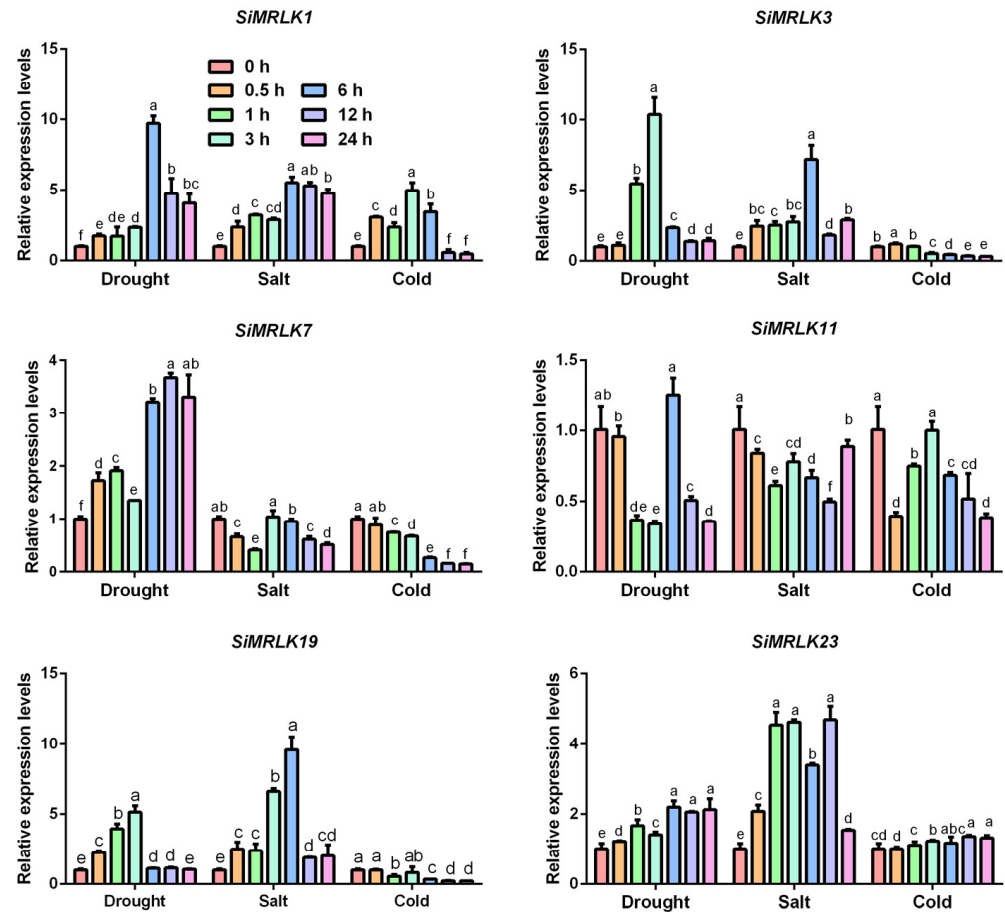 SiMRLK1
Relative expression levels
15
10
5
0
0 h
0.5 h
6 h
1 h
12 h
3 h
24 h
f e de d a b bc
f d c cd a ab b
e c d a b f f
Drought Salt Cold
SiMRLK3
Relative expression levels
15
10
5
0
e e b a c d d
e bc c bc a d b
b a b c d e e
Drought Salt Cold
SiMRLK7
Relative expression levels
4
3
2
1
0
f d c e b a ab
ab c e a b c d
a ab c d e f f
Drought Salt Cold
SiMRLK11
Relative expression levels
1.5
1.0
0.5
0.0
ab b de e a c d
a c e cd d f b
a d b a c cd d
Drought Salt Cold
SiMRLK19
Relative expression levels
15
10
5
0
e c b a d d e
e c c b a d cd
a a b ab c d d
Drought Salt Cold
SiMRLK23
Relative expression levels
6
4
2
0
e d b c a a a
e c a a b a d
cd d c b abc a a
Drought Salt Cold